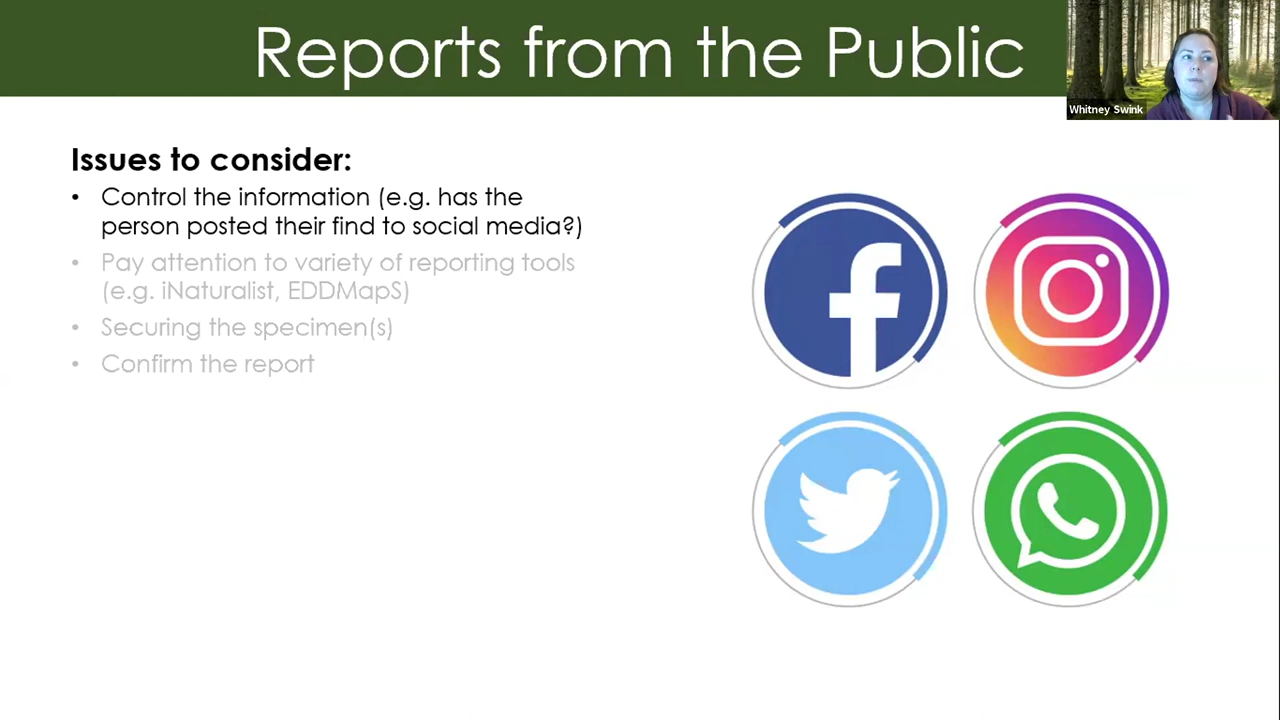 Reports from the Public
Whitney Swink
Issues to consider:
• Control the information (e.g. has the
person posted their find to social media?)
• Pay attention to variety of reporting tools
(e.g. iNaturalist, EDDMapS)
• Securing the specimen(s)
• Confirm the report